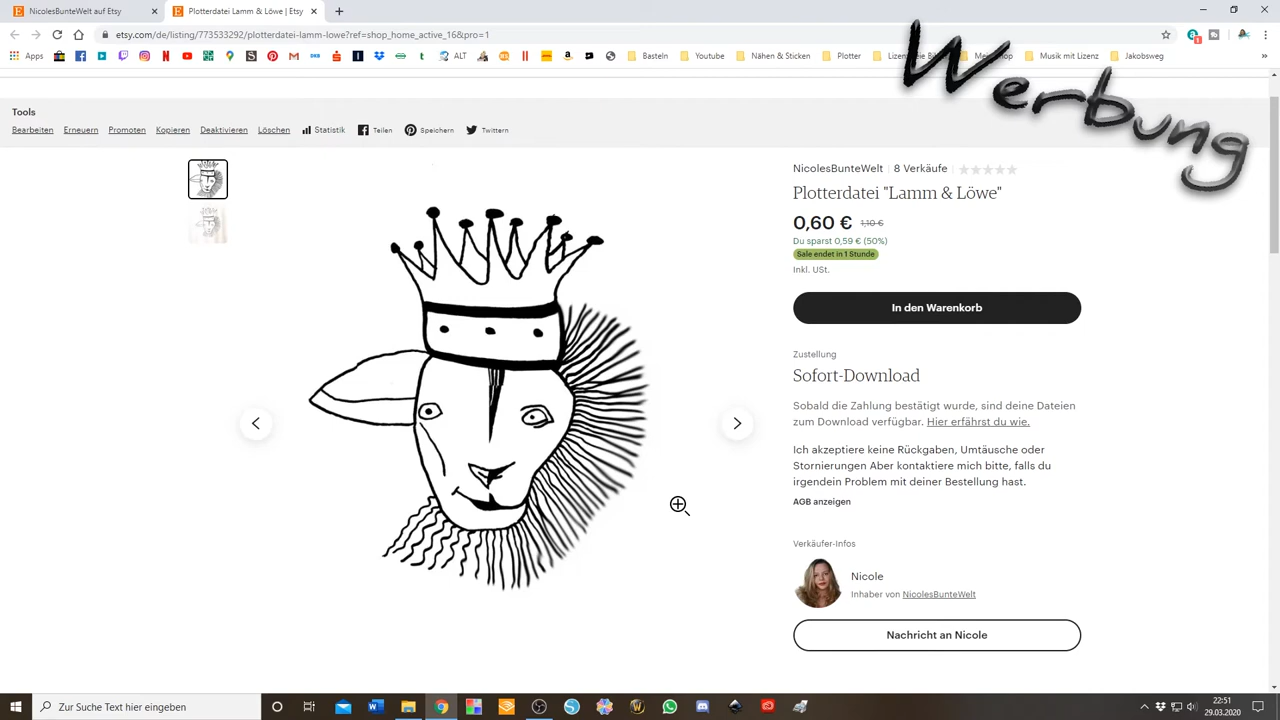 NicolesBunteWelt auf Etsy
Plotterdatei Lamm & Löwe | Etsy
etsy.com/de/listing/773513292/plotterdatei-lamm-lowe?ref=shop_home_active_16&pro=1
Apps
ALT
Basteln
Youtube
Nähen & Sticken
Plotter
Musik mit Lizenz
Jakobsweg
Werbung
Tools
Bearbeiten Erneuern Promoten Kopieren Deaktivieren Löschen Statistik Teilen Speichern Twittern
NicolesBunteWelt 8 Verkäufe
Plotterdatei "Lamm & Löwe"
0,60 € 1,10 €
Du sparst 0,59 € (50%)
Sale endet in 1 Stunde
Inkl. USt.
In den Warenkorb
Zustellung
Sofort-Download
Sobald die Zahlung bestätigt wurde, sind deine Dateien
zum Download verfügbar. Hier erfährst du wie.
Ich akzeptiere keine Rückgaben, Umtäusche oder
Stornierungen Aber kontaktiere mich bitte, falls du
irgendein Problem mit deiner Bestellung hast.
AGB anzeigen
Verkäufer-Infos
Nicole
Inhaber von NicolesBunteWelt
Nachricht an Nicole
Zur Suche Text hier eingeben
22:51
29.03.2020